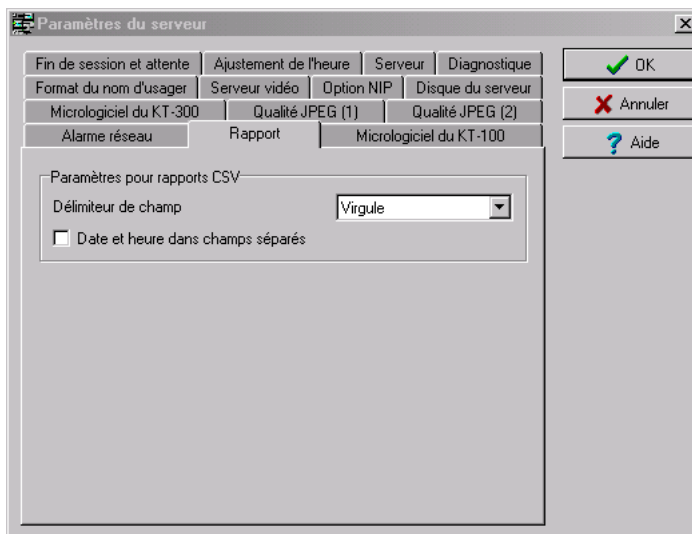 Paramètres du serveur
Fin de session et attente Ajustement de l'heure Serveur Diagnostique
Format du nom d'usager Serveur vidéo Option NIP Disque du serveur
Micrologiciel du KT-300 Qualité JPEG (1) Qualité JPEG (2)
Alarme réseau Rapport Micrologiciel du KT-100
OK
Annuler
Aide
Paramètres pour rapports CSV
Délimiteur de champ Virgule
Date et heure dans champs séparés